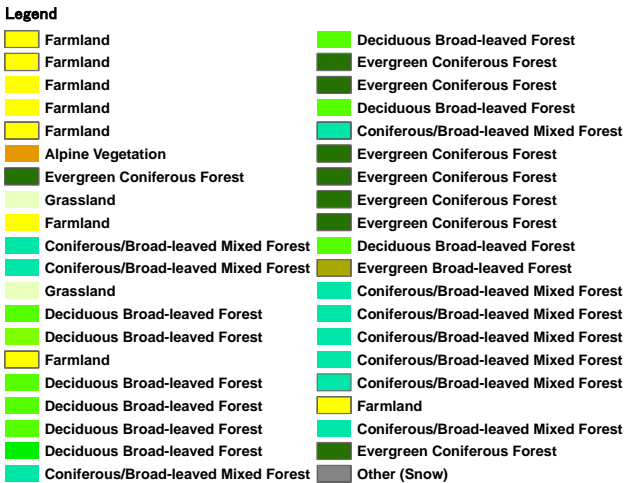 Legend
Farmland
Farmland
Farmland
Farmland
Farmland
Alpine Vegetation
Evergreen Coniferous Forest
Grassland
Farmland
Coniferous/Broad-leaved Mixed Forest
Coniferous/Broad-leaved Mixed Forest
Grassland
Deciduous Broad-leaved Forest
Deciduous Broad-leaved Forest
Farmland
Deciduous Broad-leaved Forest
Deciduous Broad-leaved Forest
Deciduous Broad-leaved Forest
Deciduous Broad-leaved Forest
Coniferous/Broad-leaved Mixed Forest
Deciduous Broad-leaved Forest
Evergreen Coniferous Forest
Evergreen Coniferous Forest
Deciduous Broad-leaved Forest
Coniferous/Broad-leaved Mixed Forest
Evergreen Coniferous Forest
Evergreen Coniferous Forest
Evergreen Coniferous Forest
Evergreen Coniferous Forest
Deciduous Broad-leaved Forest
Evergreen Broad-leaved Forest
Coniferous/Broad-leaved Mixed Forest
Coniferous/Broad-leaved Mixed Forest
Coniferous/Broad-leaved Mixed Forest
Coniferous/Broad-leaved Mixed Forest
Coniferous/Broad-leaved Mixed Forest
Farmland
Coniferous/Broad-leaved Mixed Forest
Evergreen Coniferous Forest
Other (Snow)